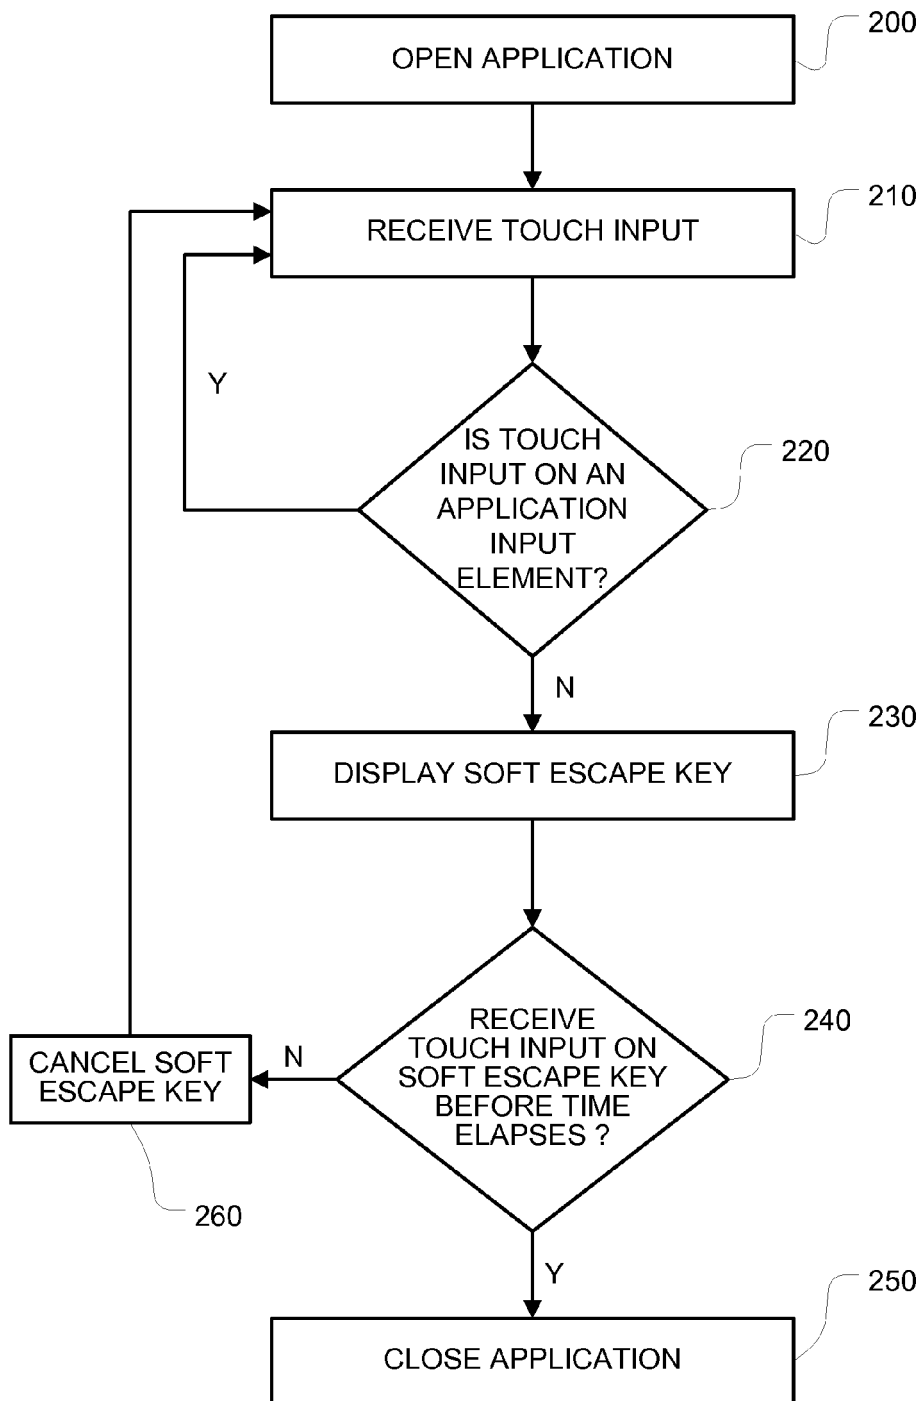 200
OPEN APPLICATION
210
RECEIVE TOUCH INPUT
Y
IS TOUCH
INPUT ON AN
APPLICATION
INPUT
ELEMENT?
220
N
230
DISPLAY SOFT ESCAPE KEY
240
RECEIVE
TOUCH INPUT ON
SOFT ESCAPE KEY
BEFORE TIME
ELAPSES ?
N
CANCEL SOFT
ESCAPE KEY
260
Y
250
CLOSE APPLICATION